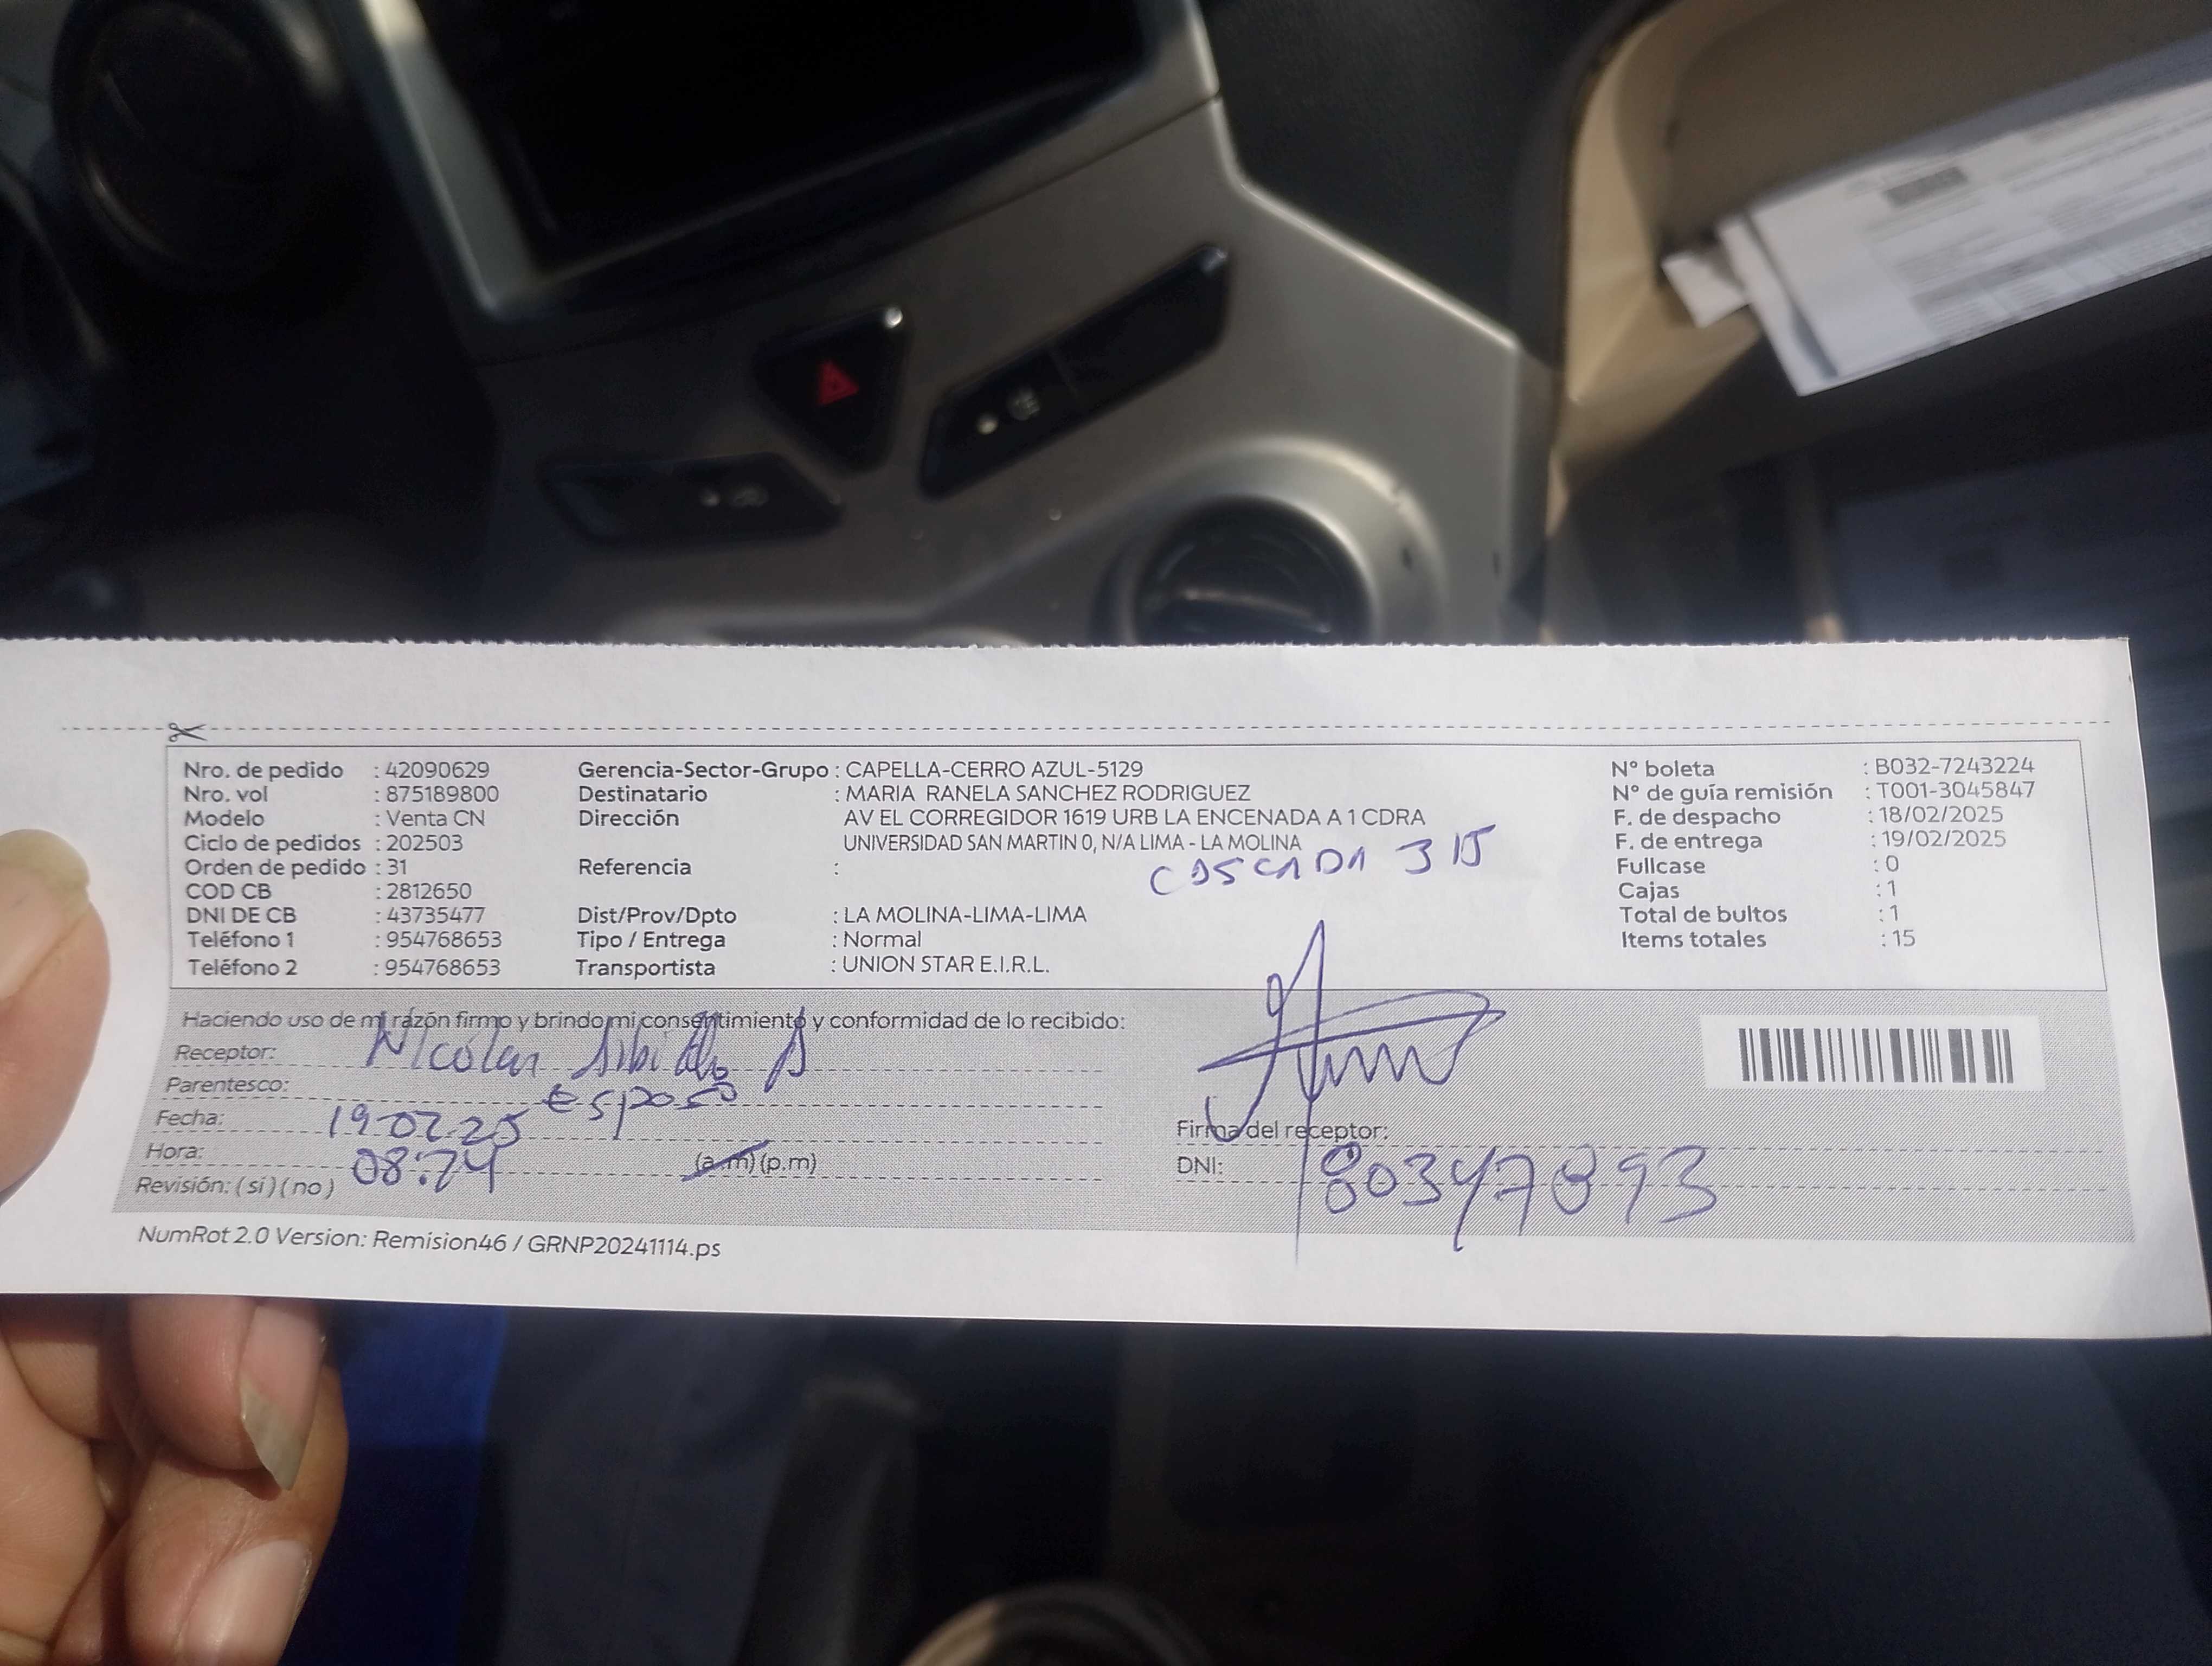 Nro. de pedido : 42090629 Gerencia-Sector-Grupo : CAPELLA-CERRO AZUL-5129 N° boleta : B032-7243224
Nro. vol : 875189800 Destinatario : MARIA RANELA SANCHEZ RODRIGUEZ N° de guía remisión : T001-3045847
Modelo : Venta CN Dirección AV EL CORREGIDOR 1619 URB LA ENCENADA A 1 CDRA F. de despacho : 18/02/2025
Ciclo de pedidos : 202503 UNIVERSIDAD SAN MARTIN 0, N/A LIMA - LA MOLINA F. de entrega : 19/02/2025
Orden de pedido : 31 Referencia : CASCADA 315 Fullcase : 0
COD CB : 2812650 Cajas : 1
DNI DE CB : 43735477 Dist/Prov/Dpto : LA MOLINA-LIMA-LIMA Total de bultos : 1
Teléfono 1 : 954768653 Tipo / Entrega : Normal Items totales : 15
Teléfono 2 : 954768653 Transportista : UNION STAR E.I.R.L.
Haciendo uso de mi razón firmo y brindo mi consentimiento y conformidad de lo recibido:
Receptor: Nicolas
Parentesco: esposo
Fecha: 19-02-25 Firma del receptor:
Hora: 08:24 (a.m) (p.m) DNI: 80347893
Revisión: (si) (no)
NumRot 2.0 Version: Remision46 / GRNP20241114.ps